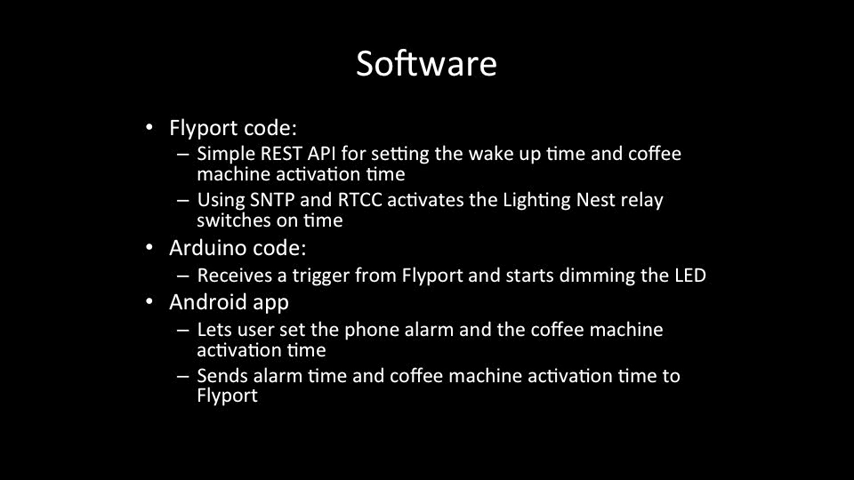 Software
• Flyport code:
– Simple REST API for setting the wake up time and coffee
machine activation time
– Using SNTP and RTCC activates the Lighting Nest relay
switches on time
• Arduino code:
– Receives a trigger from Flyport and starts dimming the LED
• Android app
– Lets user set the phone alarm and the coffee machine
activation time
– Sends alarm time and coffee machine activation time to
Flyport